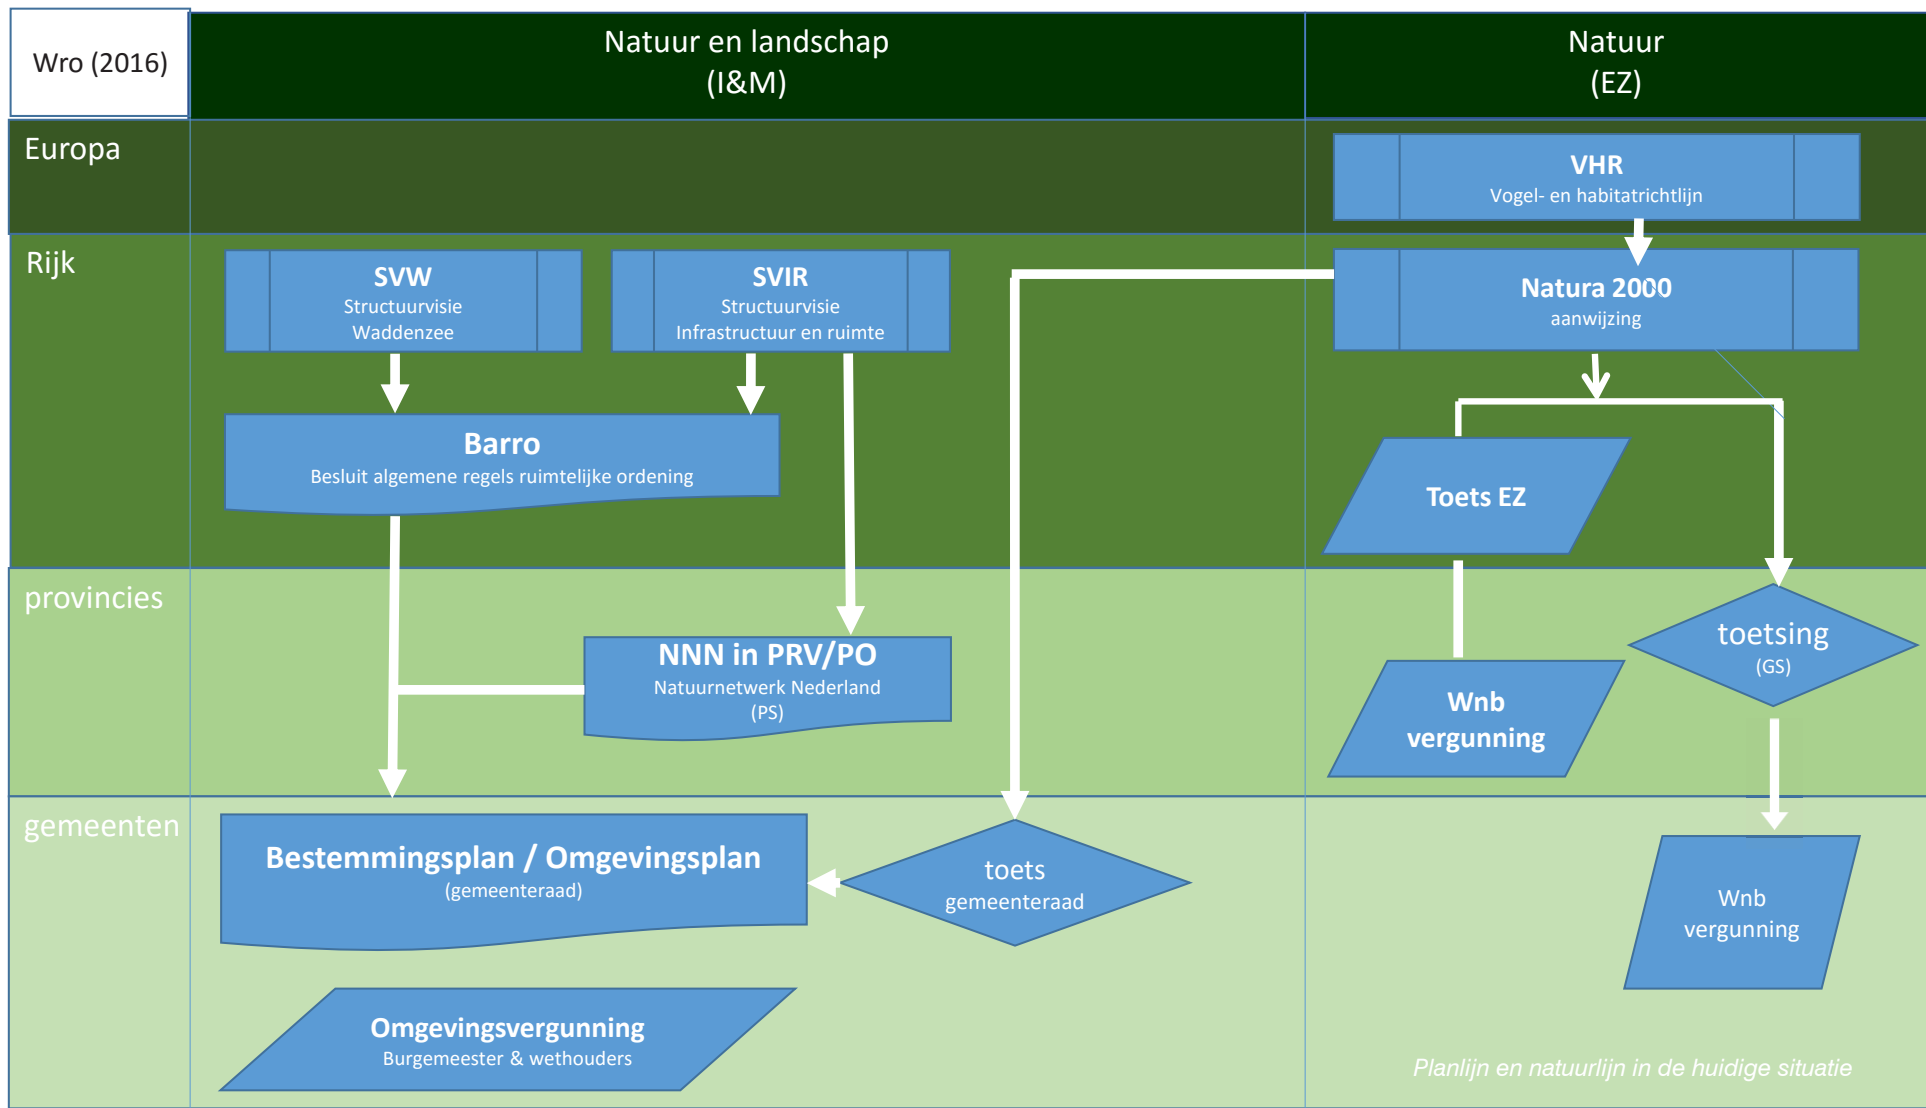 Wro (2016)
Natuur en landschap
(I&M)
Natuur
(EZ)
Europa
VHR
Vogel- en habitatrichtlijn
Rijk
SVW
Structuurvisie
Waddenzee
SVIR
Structuurvisie
Infrastructuur en ruimte
Natura 2000
aanwijzing
Barro
Besluit algemene regels ruimtelijke ordening
Toets EZ
provincies
NNN in PRV/PO
Natuurnetwerk Nederland
(PS)
Wnb
vergunning
toetsing
(GS)
gemeenten
Bestemmingsplan / Omgevingsplan
(gemeenteraad)
toets
gemeenteraad
Wnb
vergunning
Omgevingsvergunning
Burgemeester & wethouders
Planlijn en natuurlijn in de huidige situatie